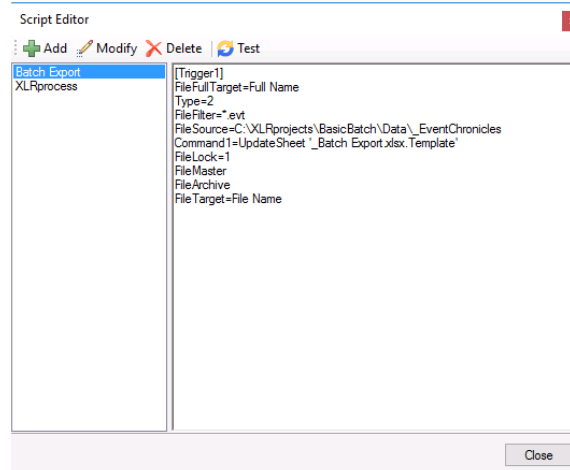 Script Editor
Add Modify Delete Test
Batch Export
XLRprocess
[Trigger1]
FileFullTarget=Full Name
Type=2
FileFilter=*.evt
FileSource=C:\XLRprojects\BasicBatch\Data\_EventChronicles
Command1=UpdateSheet '_Batch Export.xlsx.Template'
FileLock=1
FileMaster
FileArchive
FileTarget=File Name
Close